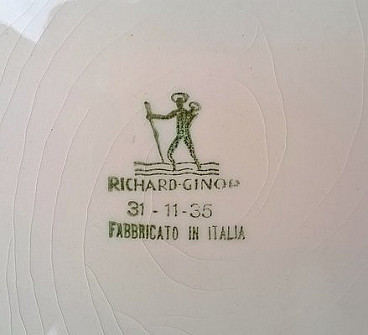 RICHARD-GINORI
31-11-35
FABBRICATO IN ITALIA